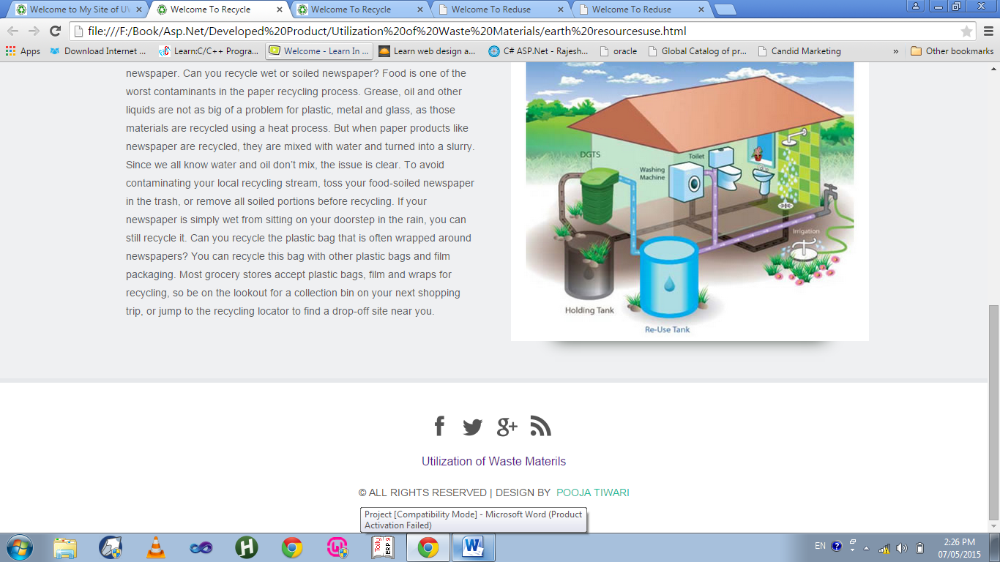 Welcome to My Site of UV
Welcome To Recycle
Welcome To Recycle
Welcome To Reduse
Welcome To Reduse
file:///F:/Book/Asp.Net/Developed%20Product/Utilization%20of%20Waste%20Materials/earth%20resourcesuse.html
Apps
Download Internet ...
Learn:C/C++ Progra...
Welcome - Learn In ...
Learn web design a...
C# ASP.Net - Rajesh...
oracle
Global Catalog of pr...
Candid Marketing
»
Other bookmarks
newspaper. Can you recycle wet or soiled newspaper? Food is one of the
worst contaminants in the paper recycling process. Grease, oil and other
liquids are not as big of a problem for plastic, metal and glass, as those
materials are recycled using a heat process. But when paper products like
newspaper are recycled, they are mixed with water and turned into a slurry.
Since we all know water and oil don’t mix, the issue is clear. To avoid
contaminating your local recycling stream, toss your food-soiled newspaper
in the trash, or remove all soiled portions before recycling. If your
newspaper is simply wet from sitting on your doorstep in the rain, you can
still recycle it. Can you recycle the plastic bag that is often wrapped around
newspapers? You can recycle this bag with other plastic bags and film
packaging. Most grocery stores accept plastic bags, film and wraps for
recycling, so be on the lookout for a collection bin on your next shopping
trip, or jump to the recycling locator to find a drop-off site near you.
DGTS
Washing
Machine
Toilet
Irrigation
Holding Tank
Re-Use Tank
Utilization of Waste Materils
© ALL RIGHTS RESERVED | DESIGN BY POOJA TIWARI
Project [Compatibility Mode] - Microsoft Word (Product
Activation Failed)
Tally
ERP 9
EN
2:26 PM
07/05/2015